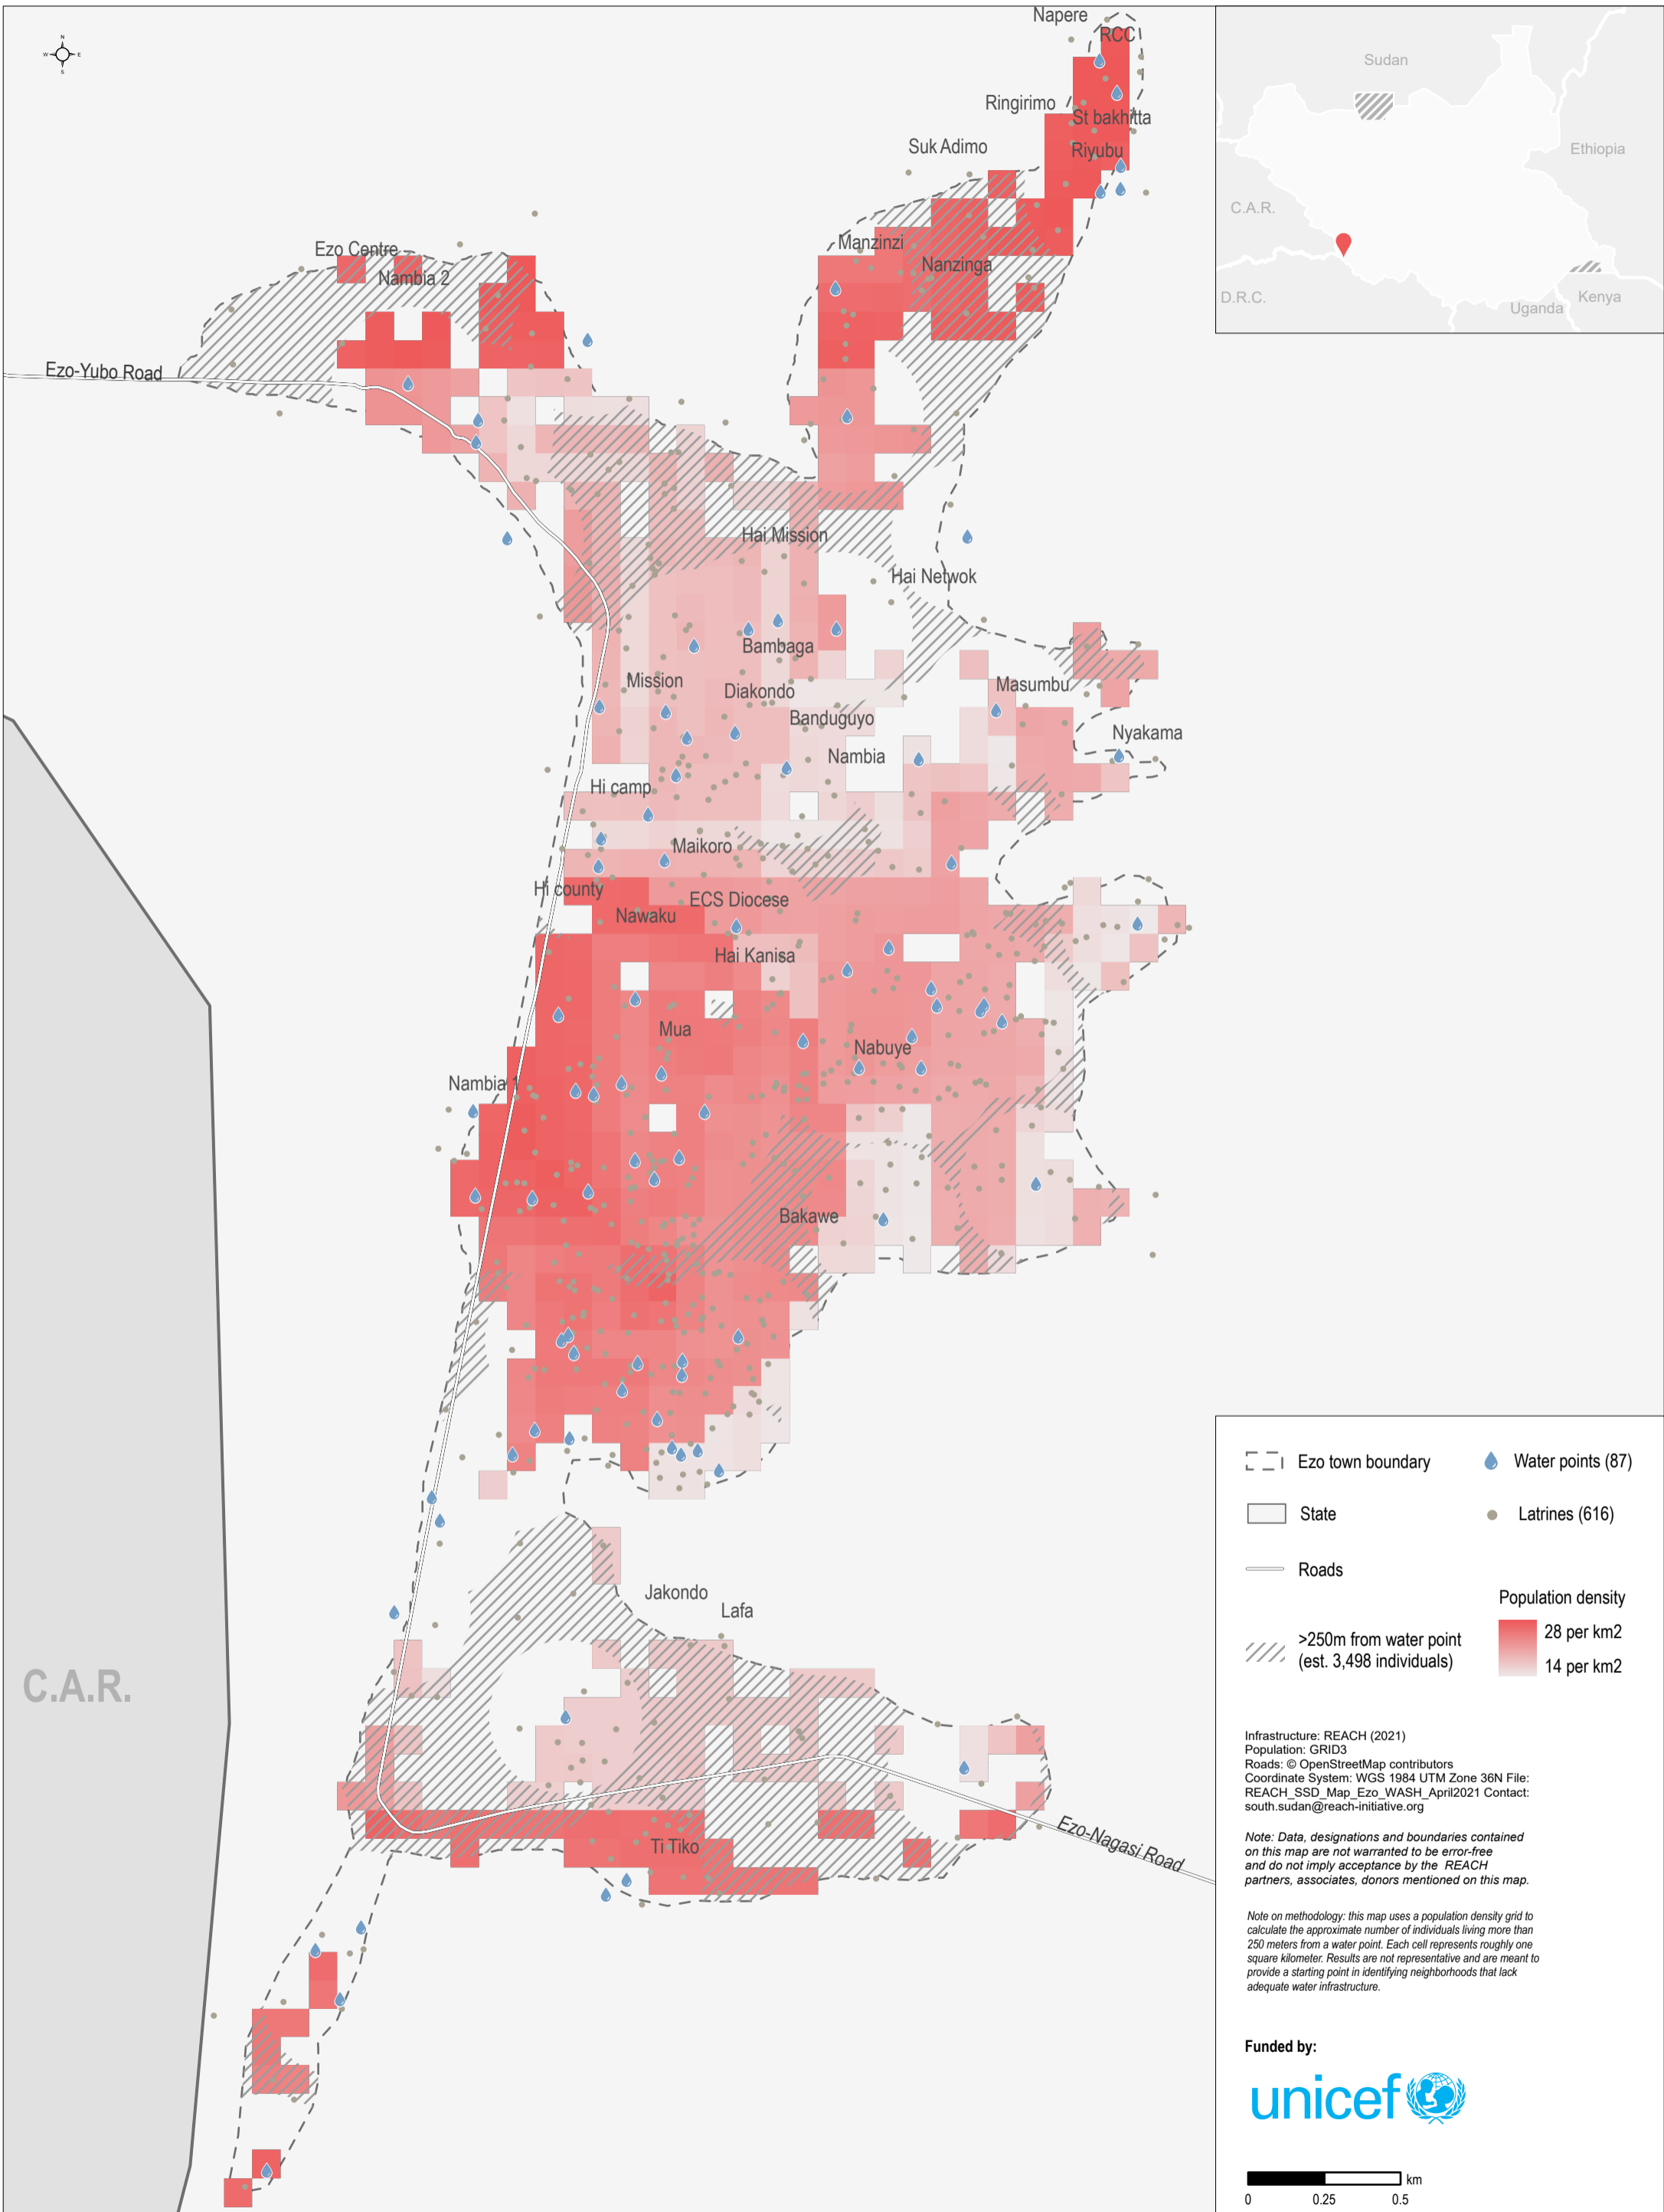 N
W
E
S
Napere
RCC
Ringirimo
St bakhitta
Suk Adimo
Riyubu
Manzinzi
Nanzinga
Ezo Centre
Nambia 2
Ezo-Yubo Road
Hai Mission
Hai Netwok
Bambaga
Mission
Diakondo
Masumbu
Banduguyo
Nyakama
Nambia
Hi camp
Maikoro
Hi county
ECS Diocese
Nawaku
Hai Kanisa
Mua
Nabuye
Nambia 1
Bakawe
Jakondo
Lafa
C.A.R.
Ti Tiko
Ezo-Nagasi Road
Sudan
Ethiopia
C.A.R.
D.R.C.
Uganda
Kenya
Ezo town boundary
Water points (87)
State
Latrines (616)
Roads
Population density
>250m from water point
(est. 3,498 individuals)
28 per km2
14 per km2
Infrastructure: REACH (2021)
Population: GRID3
Roads: © OpenStreetMap contributors
Coordinate System: WGS 1984 UTM Zone 36N File:
REACH_SSD_Map_Ezo_WASH_April2021 Contact:
south.sudan@reach-initiative.org
Note: Data, designations and boundaries contained
on this map are not warranted to be error-free
and do not imply acceptance by the REACH
partners, associates, donors mentioned on this map.
Note on methodology: this map uses a population density grid to
calculate the approximate number of individuals living more than
250 meters from a water point. Each cell represents roughly one
square kilometer. Results are not representative and are meant to
provide a starting point in identifying neighborhoods that lack
adequate water infrastructure.
Funded by:
unicef
km
0 0.25 0.5